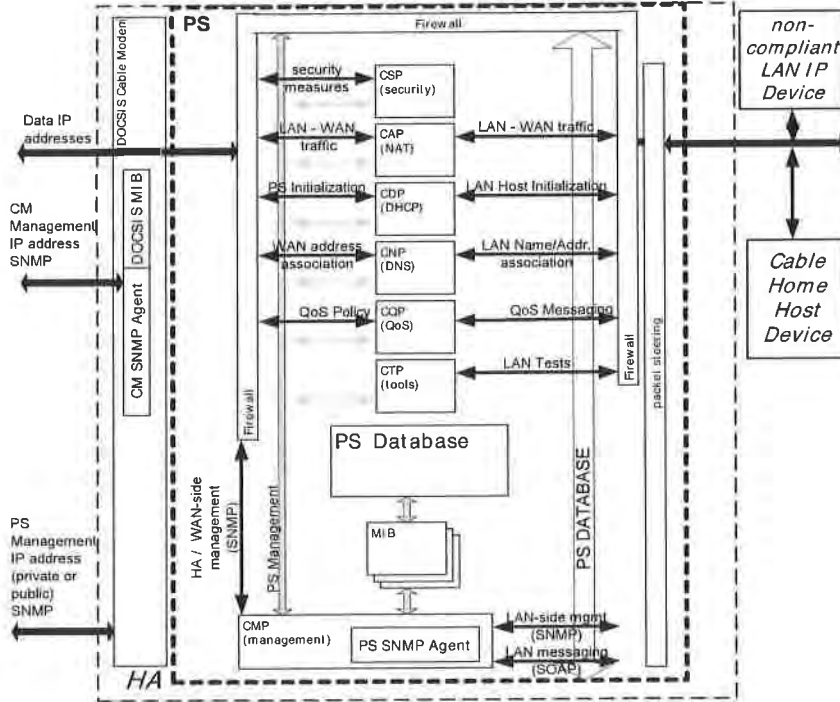 PS
Firewall
DOCSIS Cable Modem
Data IP
addresses
DOCSIS MIB
CM SNMP Agent
CM
Management
IP address
SNMP
PS
Management
IP address
(private or
public)
SNMP
HA
security
measures
CSP
(security)
LAN - WAN
traffic
CAP
(NAT)
LAN - WAN traffic
PS Initialization
CDP
(DHCP)
LAN Host Initialization
WAN address
association
CNP
(DNS)
LAN Name/Addr.
association
QoS Policy
CQP
(QoS)
QoS Messaging
CTP
(tools)
LAN Tests
Firewall
Firewall
packet steering
PS Database
MIB
PS DATABASE
HA / WAN-side
management
(SNMP)
PS Management
CMP
(management)
PS SNMP Agent
LAN-side mgmt
(SNMP)
LAN messaging
(SOAP)
non-
compliant
LAN IP
Device
Cable
Home
Host
Device